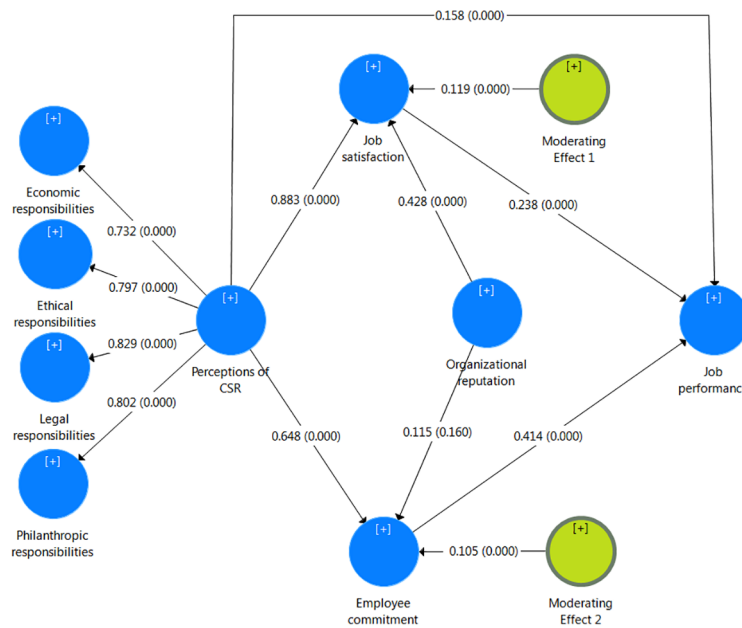 0.158 (0.000)
[+]
[+]
0.119 (0.000)
Job
satisfaction
Moderating
Effect 1
[+]
Economic
responsibilities
0.883 (0.000)
0.428 (0.000)
0.238 (0.000)
0.732 (0.000)
[+]
Ethical
responsibilities
0.797 (0.000)
[+]
Perceptions of
CSR
[+]
Organizational
reputation
[+]
Job
performanc
0.829 (0.000)
[+]
Legal
responsibilities
0.802 (0.000)
0.648 (0.000)
0.115 (0.160)
0.414 (0.000)
[+]
Philanthropic
responsibilities
[+]
[+]
0.105 (0.000)
Employee
commitment
Moderating
Effect 2